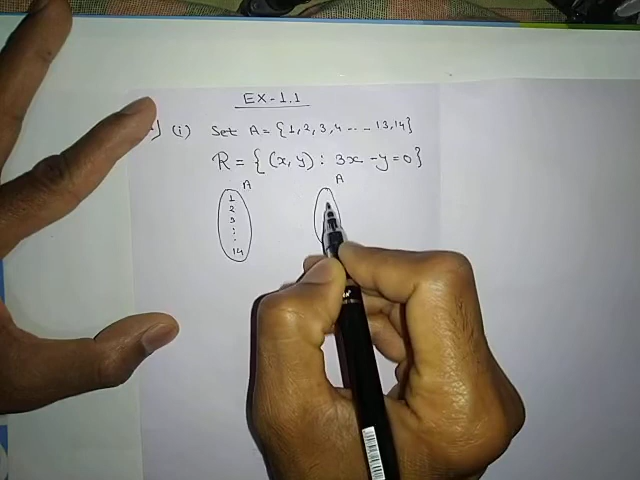 EX-1.1
(i) Set A = {1, 2, 3, 4 --- --- 13, 14}
R = {(x, y) : 3x - y = 0}
A A
1
2
3
:
.
14